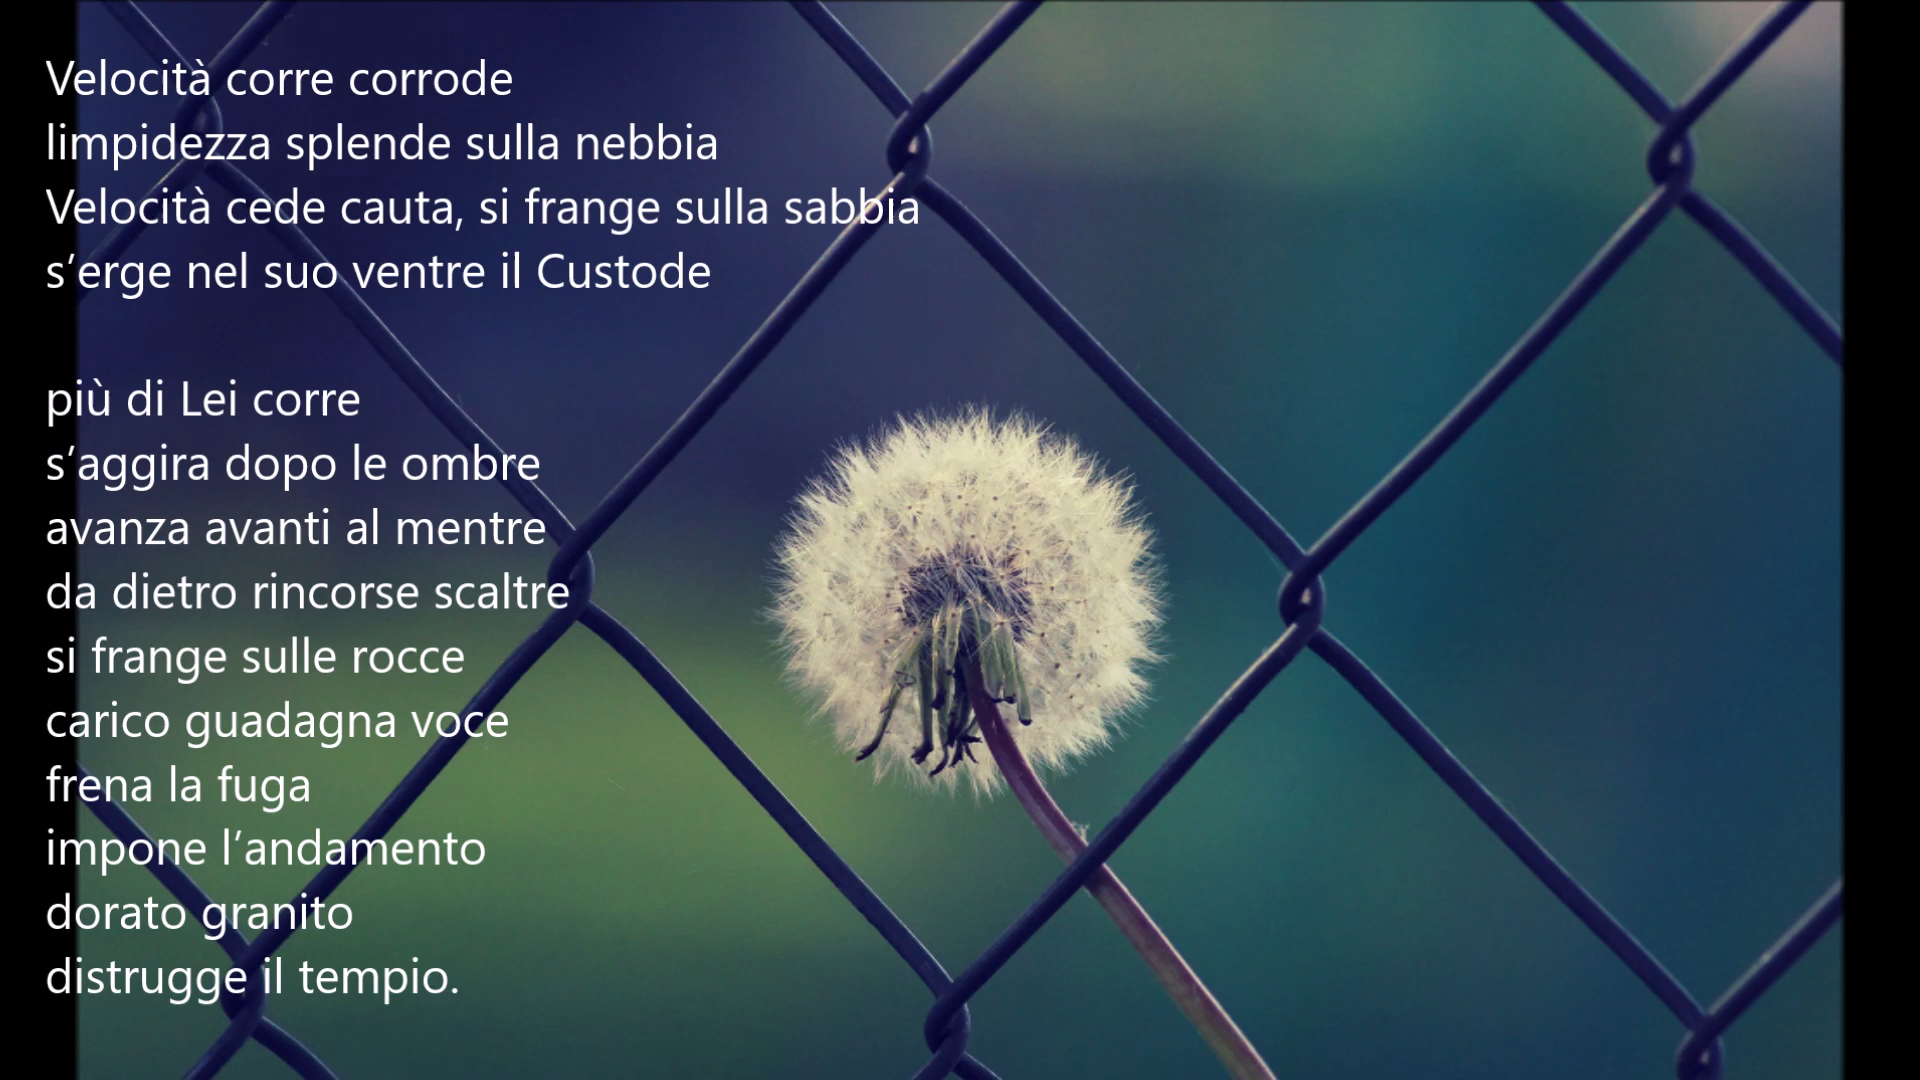 Velocità corre corrode
limpidezza splende sulla nebbia
Velocità cede cauta, si frange sulla sabbia
s’erge nel suo ventre il Custode
più di Lei corre
s’aggira dopo le ombre
avanza avanti al mentre
da dietro rincorse scaltre
si frange sulle rocce
carico guadagna voce
frena la fuga
impone l’andamento
dorato granito
distrugge il tempio.